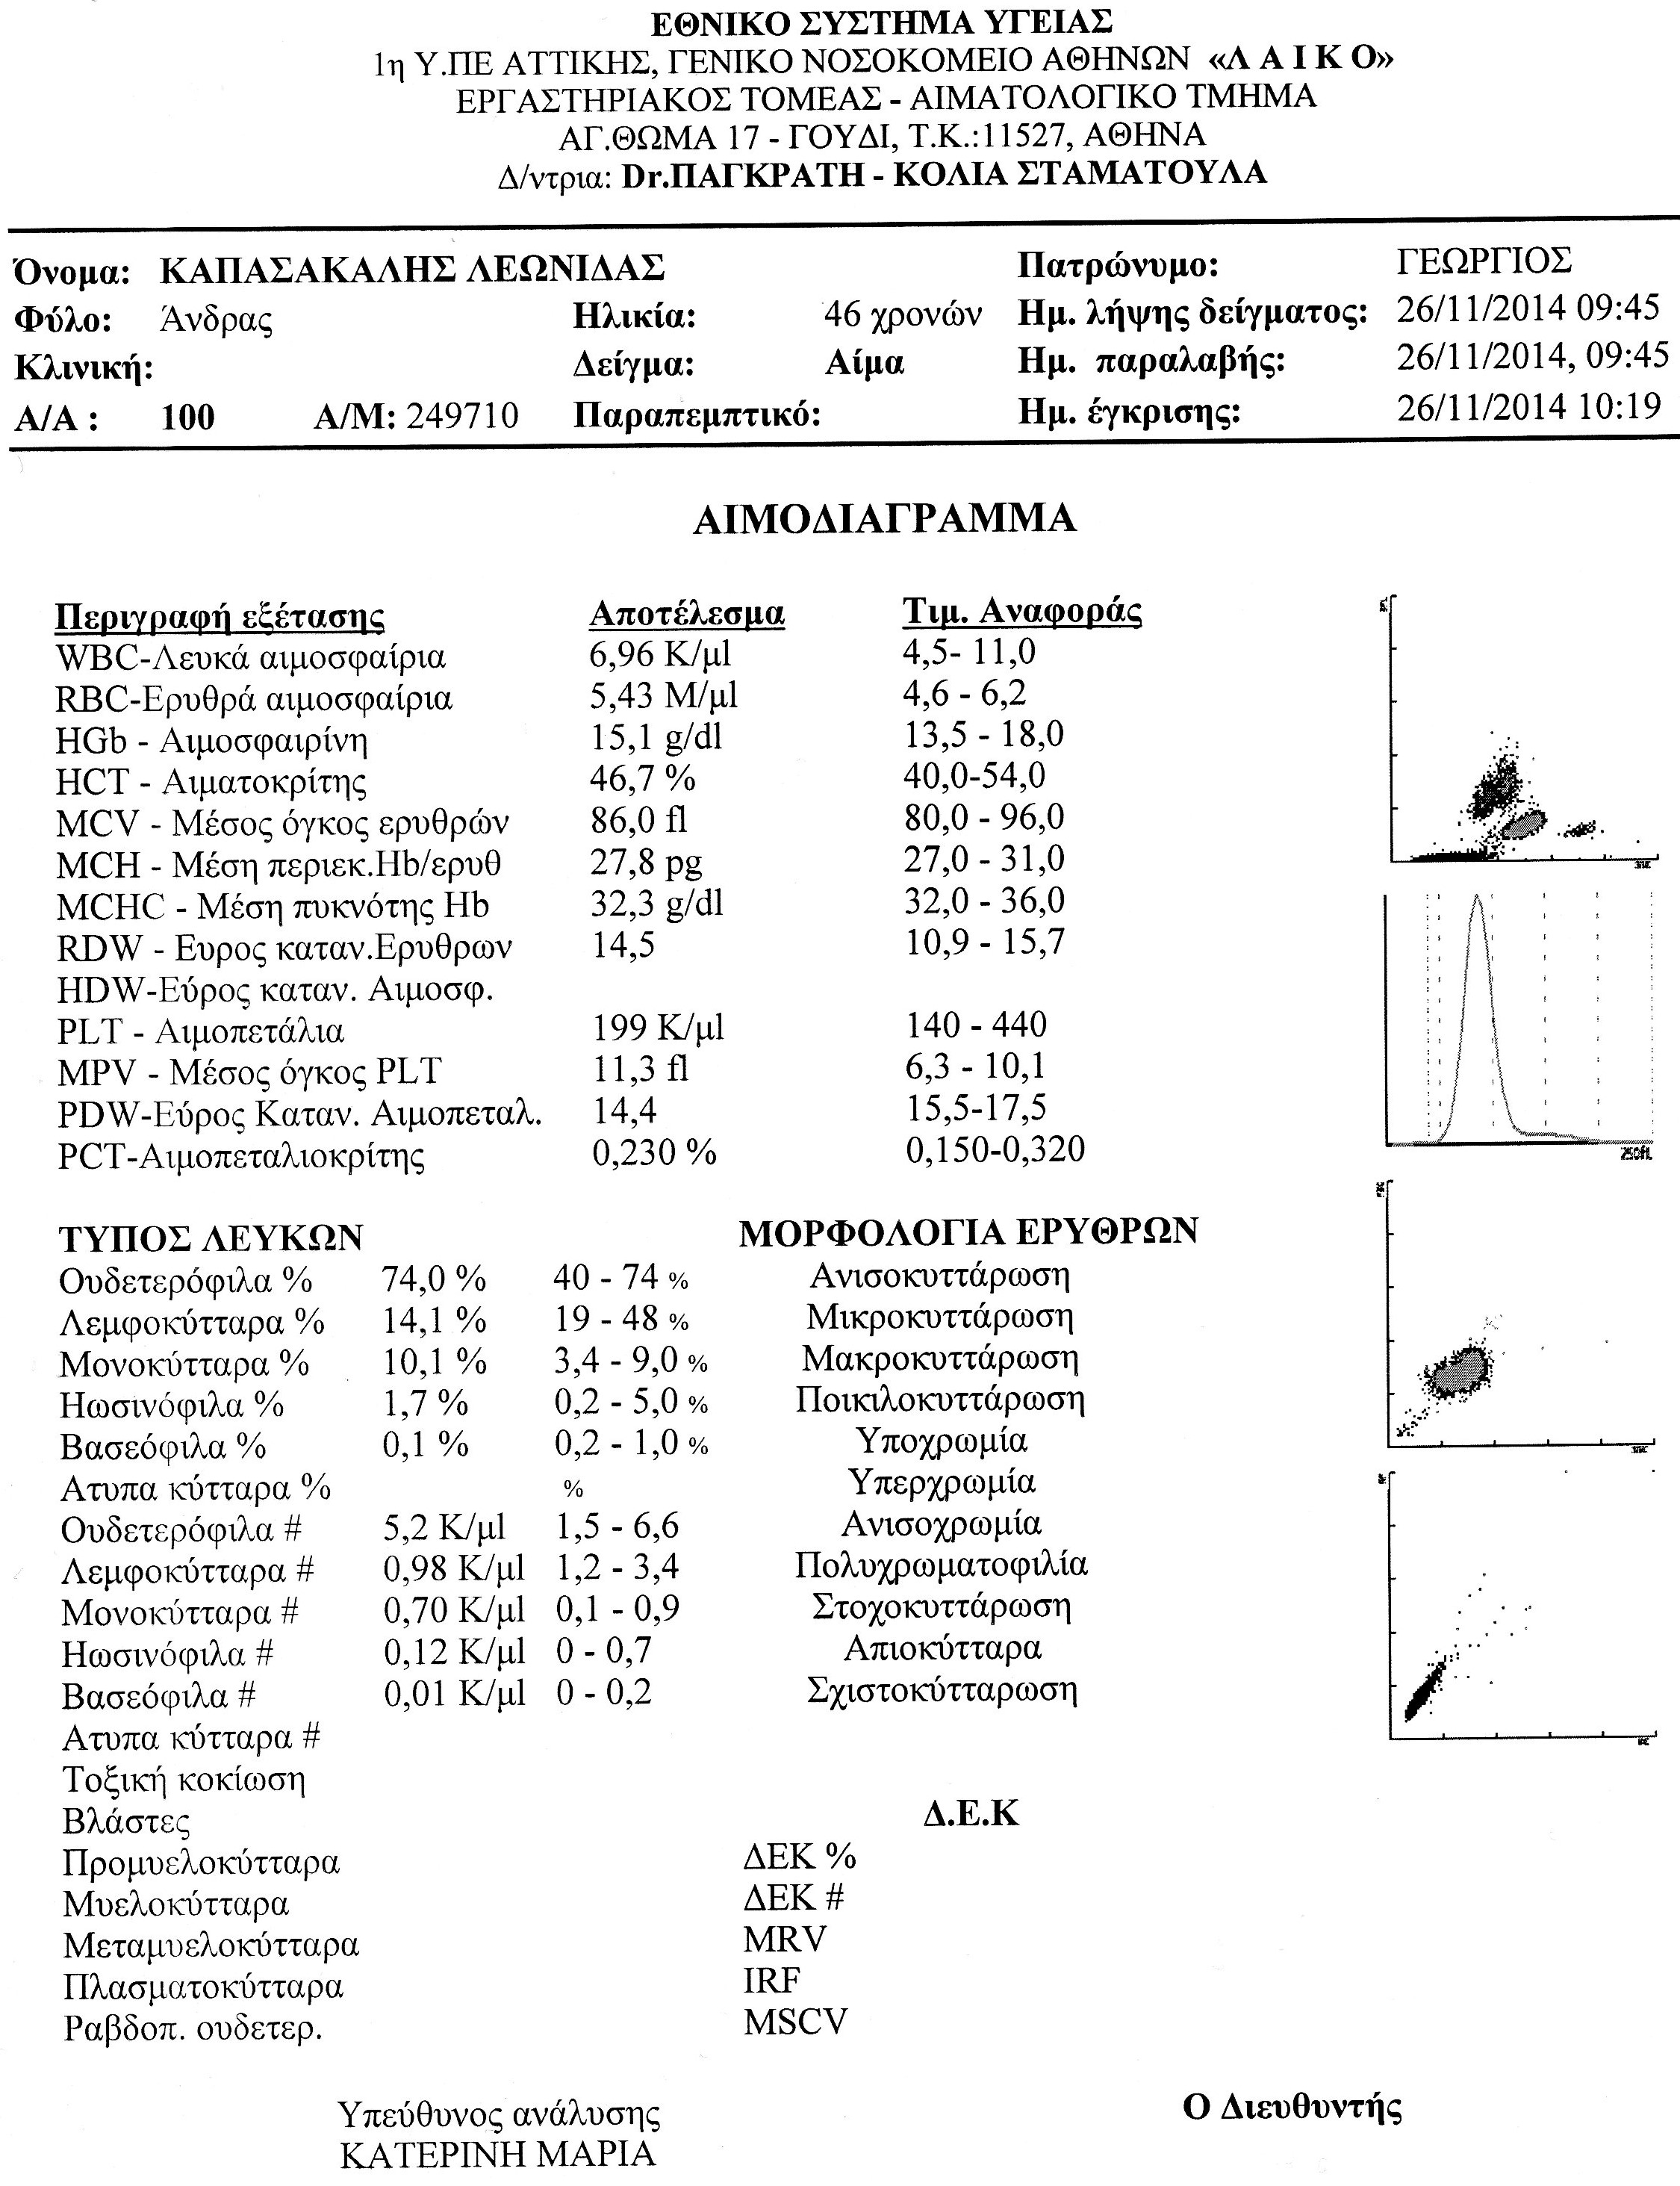 ΕΘΝΙΚΟ ΣΥΣΤΗΜΑ ΥΓΕΙΑΣ
1η Υ.ΠΕ ΑΤΤΙΚΗΣ, ΓΕΝΙΚΟ ΝΟΣΟΚΟΜΕΙΟ ΑΘΗΝΩΝ «Λ Α Ι Κ Ο»
ΕΡΓΑΣΤΗΡΙΑΚΟΣ ΤΟΜΕΑΣ - ΑΙΜΑΤΟΛΟΓΙΚΟ ΤΜΗΜΑ
ΑΓ.ΘΩΜΑ 17 - ΓΟΥΔΙ, Τ.Κ.:11527, ΑΘΗΝΑ
Δ/ντρια: Dr.ΠΑΓΚΡΑΤΗ - ΚΟΛΙΑ ΣΤΑΜΑΤΟΥΛΑ
Όνομα: ΚΑΠΑΣΑΚΑΛΗΣ ΛΕΩΝΙΔΑΣ Πατρώνυμο: ΓΕΩΡΓΙΟΣ
Φύλο: Άνδρας Ηλικία: 46 χρονών Ημ. λήψης δείγματος: 26/11/2014 09:45
Κλινική: Δείγμα: Αίμα Ημ. παραλαβής: 26/11/2014, 09:45
Α/Α : 100 Α/Μ: 249710 Παραπεμπτικό: Ημ. έγκρισης: 26/11/2014 10:19
ΑΙΜΟΔΙΑΓΡΑΜΜΑ
Περιγραφή εξέτασης Αποτέλεσμα Τιμ. Αναφοράς
WBC-Λευκά αιμοσφαίρια 6,96 K/μl 4,5- 11,0
RBC-Ερυθρά αιμοσφαίρια 5,43 M/μl 4,6 - 6,2
HGb - Αιμοσφαιρίνη 15,1 g/dl 13,5 - 18,0
HCT - Αιματοκρίτης 46,7 % 40,0-54,0
MCV - Μέσος όγκος ερυθρών 86,0 fl 80,0 - 96,0
MCH - Μέση περιεκ.Hb/ερυθ 27,8 pg 27,0 - 31,0
MCHC - Μέση πυκνότης Hb 32,3 g/dl 32,0 - 36,0
RDW - Ευρος καταν.Ερυθρων 14,5 10,9 - 15,7
HDW-Εύρος καταν. Αιμοσφ.
PLT - Αιμοπετάλια 199 K/μl 140 - 440
MPV - Μέσος όγκος PLT 11,3 fl 6,3 - 10,1
PDW-Εύρος Καταν. Αιμοπεταλ. 14,4 15,5-17,5
PCT-Αιμοπεταλιοκρίτης 0,230 % 0,150-0,320
250fL
ΤΥΠΟΣ ΛΕΥΚΩΝ ΜΟΡΦΟΛΟΓΙΑ ΕΡΥΘΡΩΝ
Ουδετερόφιλα % 74,0 % 40 - 74 % Ανισοκυττάρωση
Λεμφοκύτταρα % 14,1 % 19 - 48 % Μικροκυττάρωση
Μονοκύτταρα % 10,1 % 3,4 - 9,0 % Μακροκυττάρωση
Ηωσινόφιλα % 1,7 % 0,2 - 5,0 % Ποικιλοκυττάρωση
Βασεόφιλα % 0,1 % 0,2 - 1,0 % Υποχρωμία
Ατυπα κύτταρα % % Υπερχρωμία
Ουδετερόφιλα # 5,2 K/μl 1,5 - 6,6 Ανισοχρωμία
Λεμφοκύτταρα # 0,98 K/μl 1,2 - 3,4 Πολυχρωματοφιλία
Μονοκύτταρα # 0,70 K/μl 0,1 - 0,9 Στοχοκυττάρωση
Ηωσινόφιλα # 0,12 K/μl 0 - 0,7 Απιοκύτταρα
Βασεόφιλα # 0,01 K/μl 0 - 0,2 Σχιστοκύτταρωση
Ατυπα κύτταρα #
Τοξική κοκίωση
Βλάστες Δ.Ε.Κ
Προμυελοκύτταρα ΔΕΚ %
Μυελοκύτταρα ΔΕΚ #
Μεταμυελοκύτταρα MRV
Πλασματοκύτταρα IRF
Ραβδοπ. ουδετερ. MSCV
Υπεύθυνος ανάλυσης Ο Διευθυντής
ΚΑΤΕΡΙΝΗ ΜΑΡΙΑ